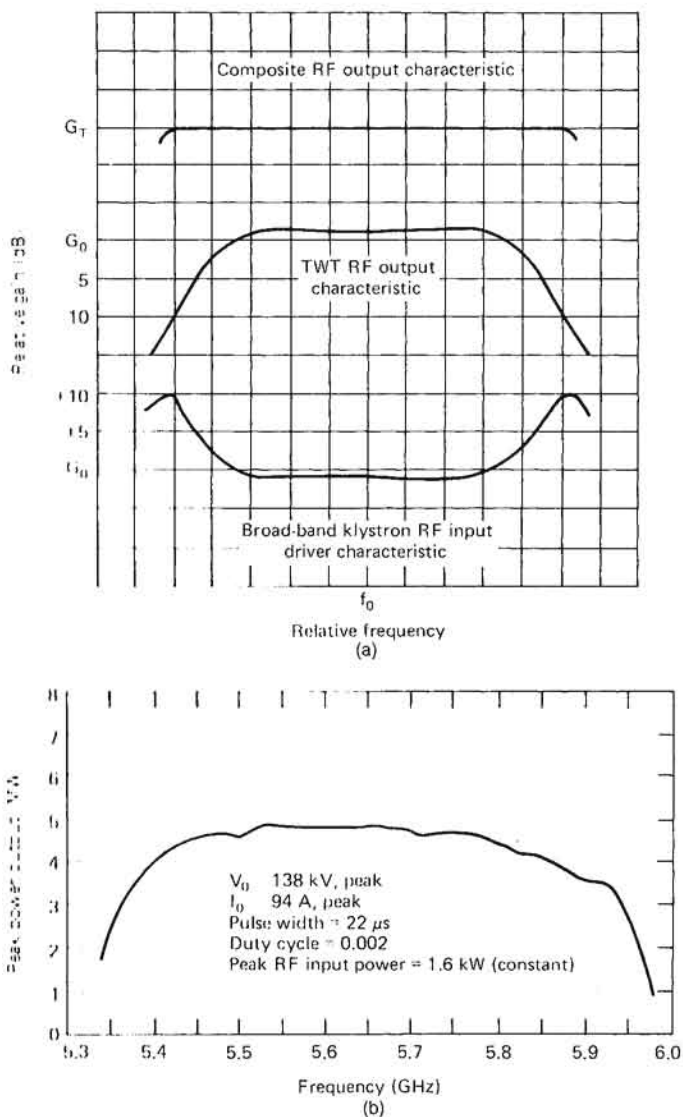 Composite RF output characteristic
G_T
G_0
TWT RF output
characteristic
5
10
10
5
G_0
Broad-band klystron RF input
driver characteristic
f_0
Relative frequency
(a)
8
7
6
5
4
3
2
1
0
V_0 138 kV, peak
I_0 94 A, peak
Pulse width = 22 μs
Duty cycle = 0.002
Peak RF input power = 1.6 kW (constant)
5.3 5.4 5.5 5.6 5.7 5.8 5.9 6.0
Frequency (GHz)
(b)